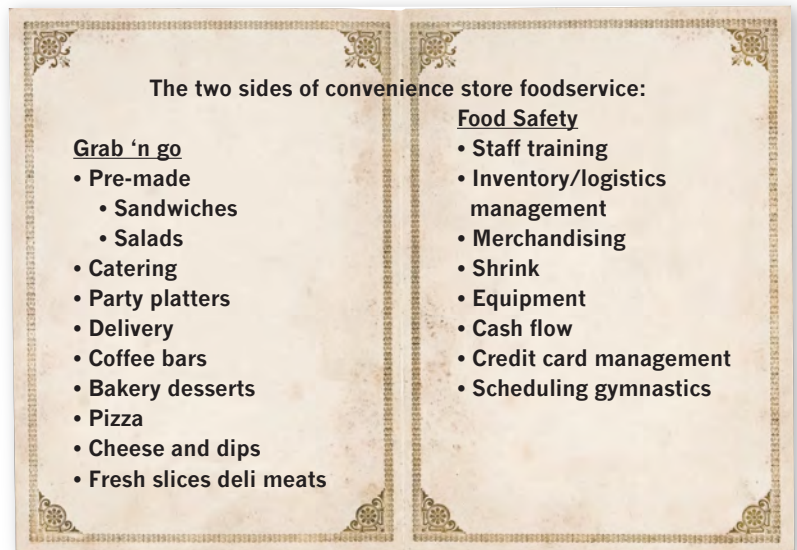 The two sides of convenience store foodservice:
Grab ‘n go
• Pre-made
• Sandwiches
• Salads
• Catering
• Party platters
• Delivery
• Coffee bars
• Bakery desserts
• Pizza
• Cheese and dips
• Fresh slices deli meats
Food Safety
• Staff training
• Inventory/logistics
management
• Merchandising
• Shrink
• Equipment
• Cash flow
• Credit card management
• Scheduling gymnastics